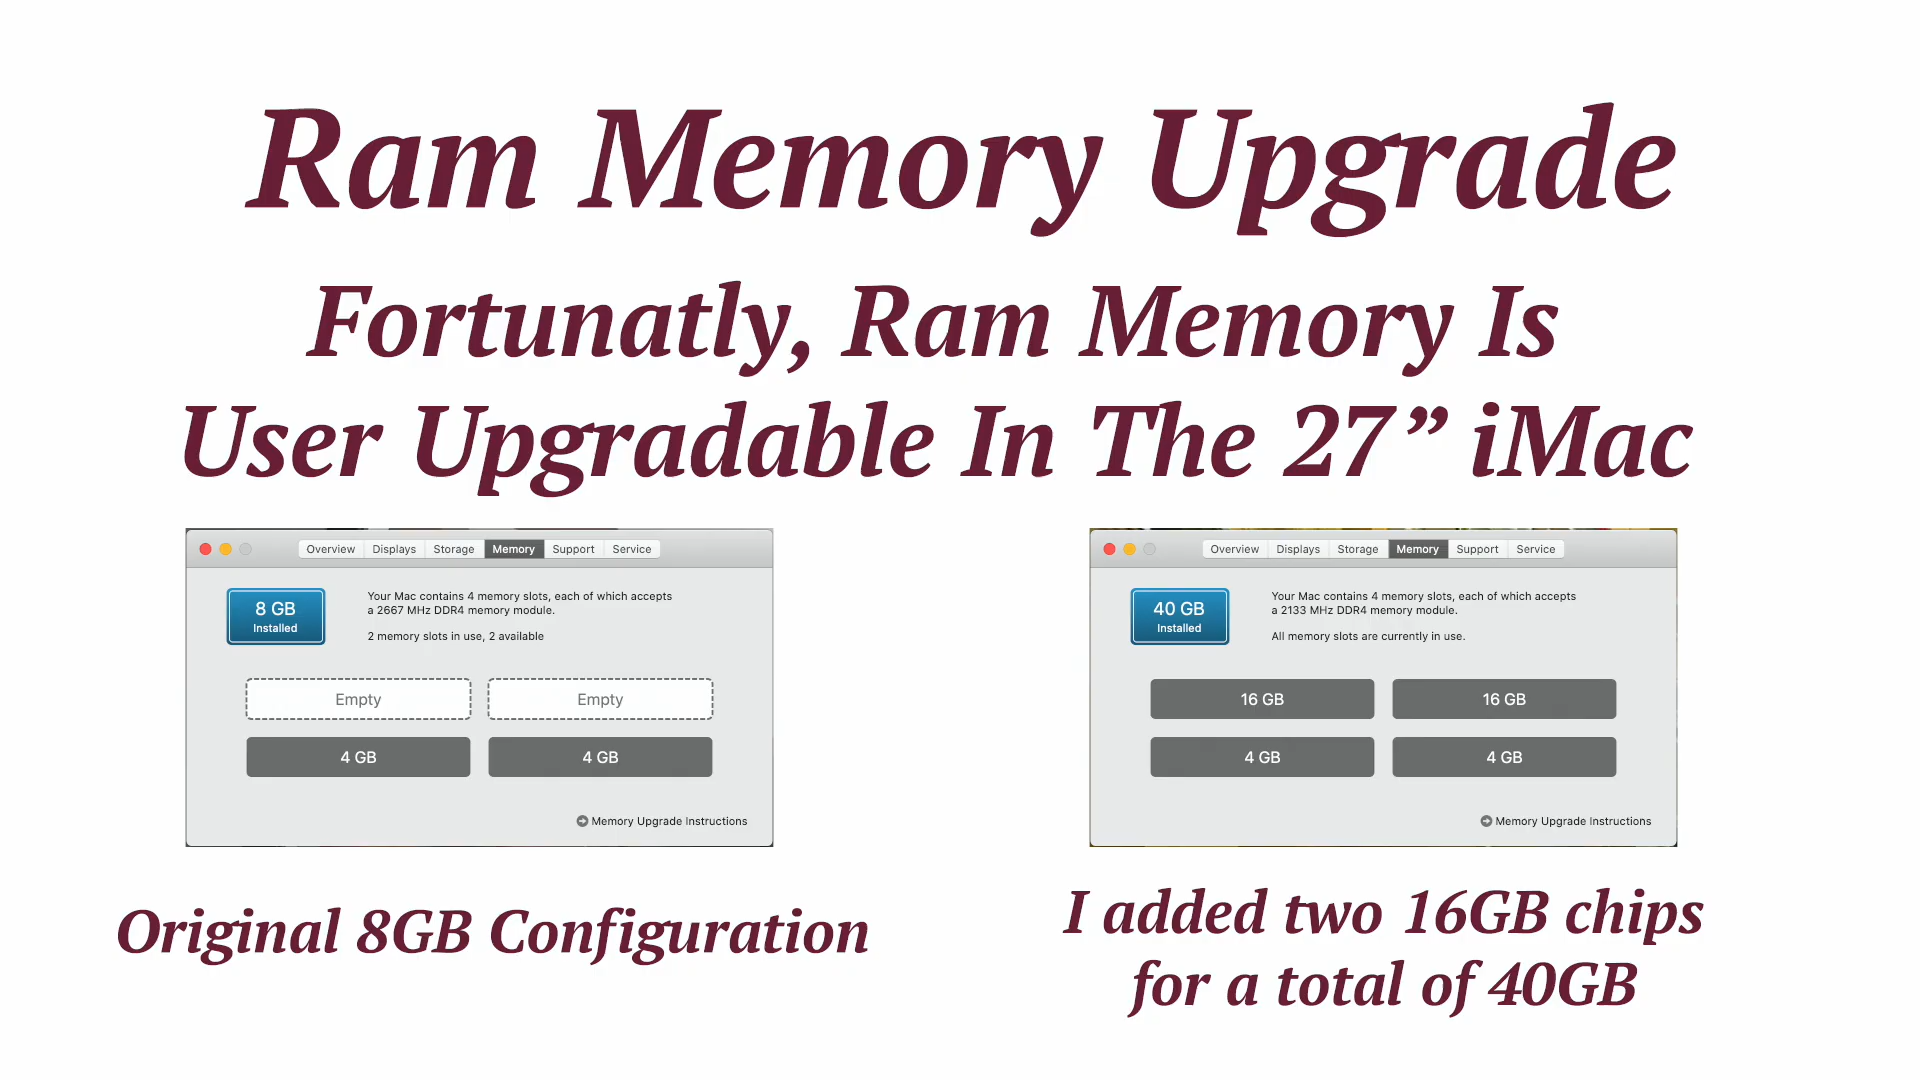 Ram Memory Upgrade
Fortunatly, Ram Memory Is
User Upgradable In The 27” iMac
Overview Displays Storage Memory Support Service
8 GB
Installed
Your Mac contains 4 memory slots, each of which accepts
a 2667 MHz DDR4 memory module.
2 memory slots in use, 2 available
Empty Empty
4 GB 4 GB
Memory Upgrade Instructions
Original 8GB Configuration
Overview Displays Storage Memory Support Service
40 GB
Installed
Your Mac contains 4 memory slots, each of which accepts
a 2133 MHz DDR4 memory module.
All memory slots are currently in use.
16 GB 16 GB
4 GB 4 GB
Memory Upgrade Instructions
I added two 16GB chips
for a total of 40GB